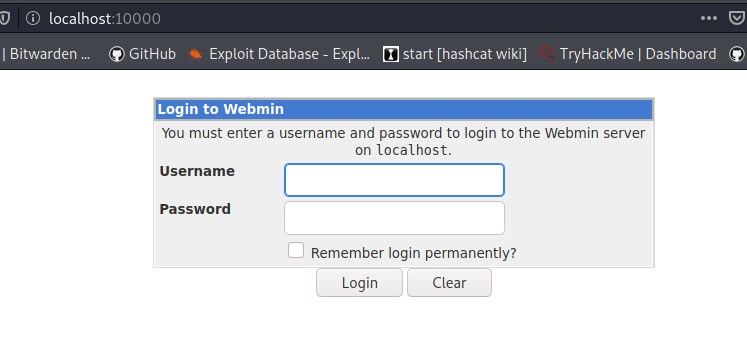 localhost:10000
| Bitwarden ... GitHub Exploit Database - Expl... start [hashcat wiki] TryHackMe | Dashboard
Login to Webmin
You must enter a username and password to login to the Webmin server
on localhost.
Username
Password
Remember login permanently?
Login Clear